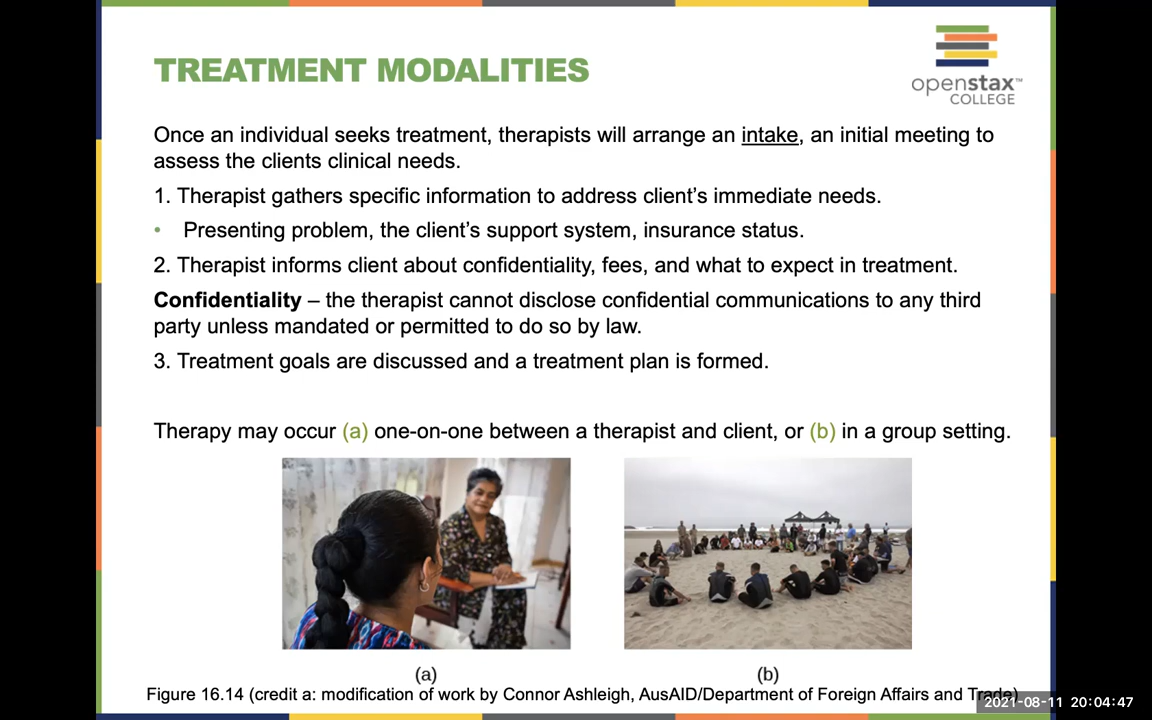 TREATMENT MODALITIES
openstax™
COLLEGE
Once an individual seeks treatment, therapists will arrange an intake, an initial meeting to
assess the clients clinical needs.
1. Therapist gathers specific information to address client’s immediate needs.
• Presenting problem, the client’s support system, insurance status.
2. Therapist informs client about confidentiality, fees, and what to expect in treatment.
Confidentiality – the therapist cannot disclose confidential communications to any third
party unless mandated or permitted to do so by law.
3. Treatment goals are discussed and a treatment plan is formed.
Therapy may occur (a) one-on-one between a therapist and client, or (b) in a group setting.
(a) (b)
Figure 16.14 (credit a: modification of work by Connor Ashleigh, AusAID/Department of Foreign Affairs and Trade)
2021-08-11 20:04:47